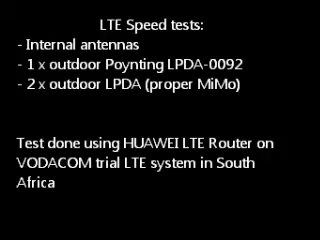 LTE Speed tests:
- Internal antennas
- 1 x outdoor Poynting LPDA-0092
- 2 x outdoor LPDA (proper MiMo)
Test done using HUAWEI LTE Router on
VODACOM trial LTE system in South
Africa